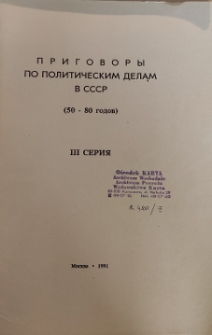 ПРИГОВОРЫ
ПО ПОЛИТИЧЕСКИМ ДЕЛАМ
В СССР
(50 - 80 годов)
III СЕРИЯ
Ośrodek KARTA
Archiwum Wschodnie
Москва • 1991